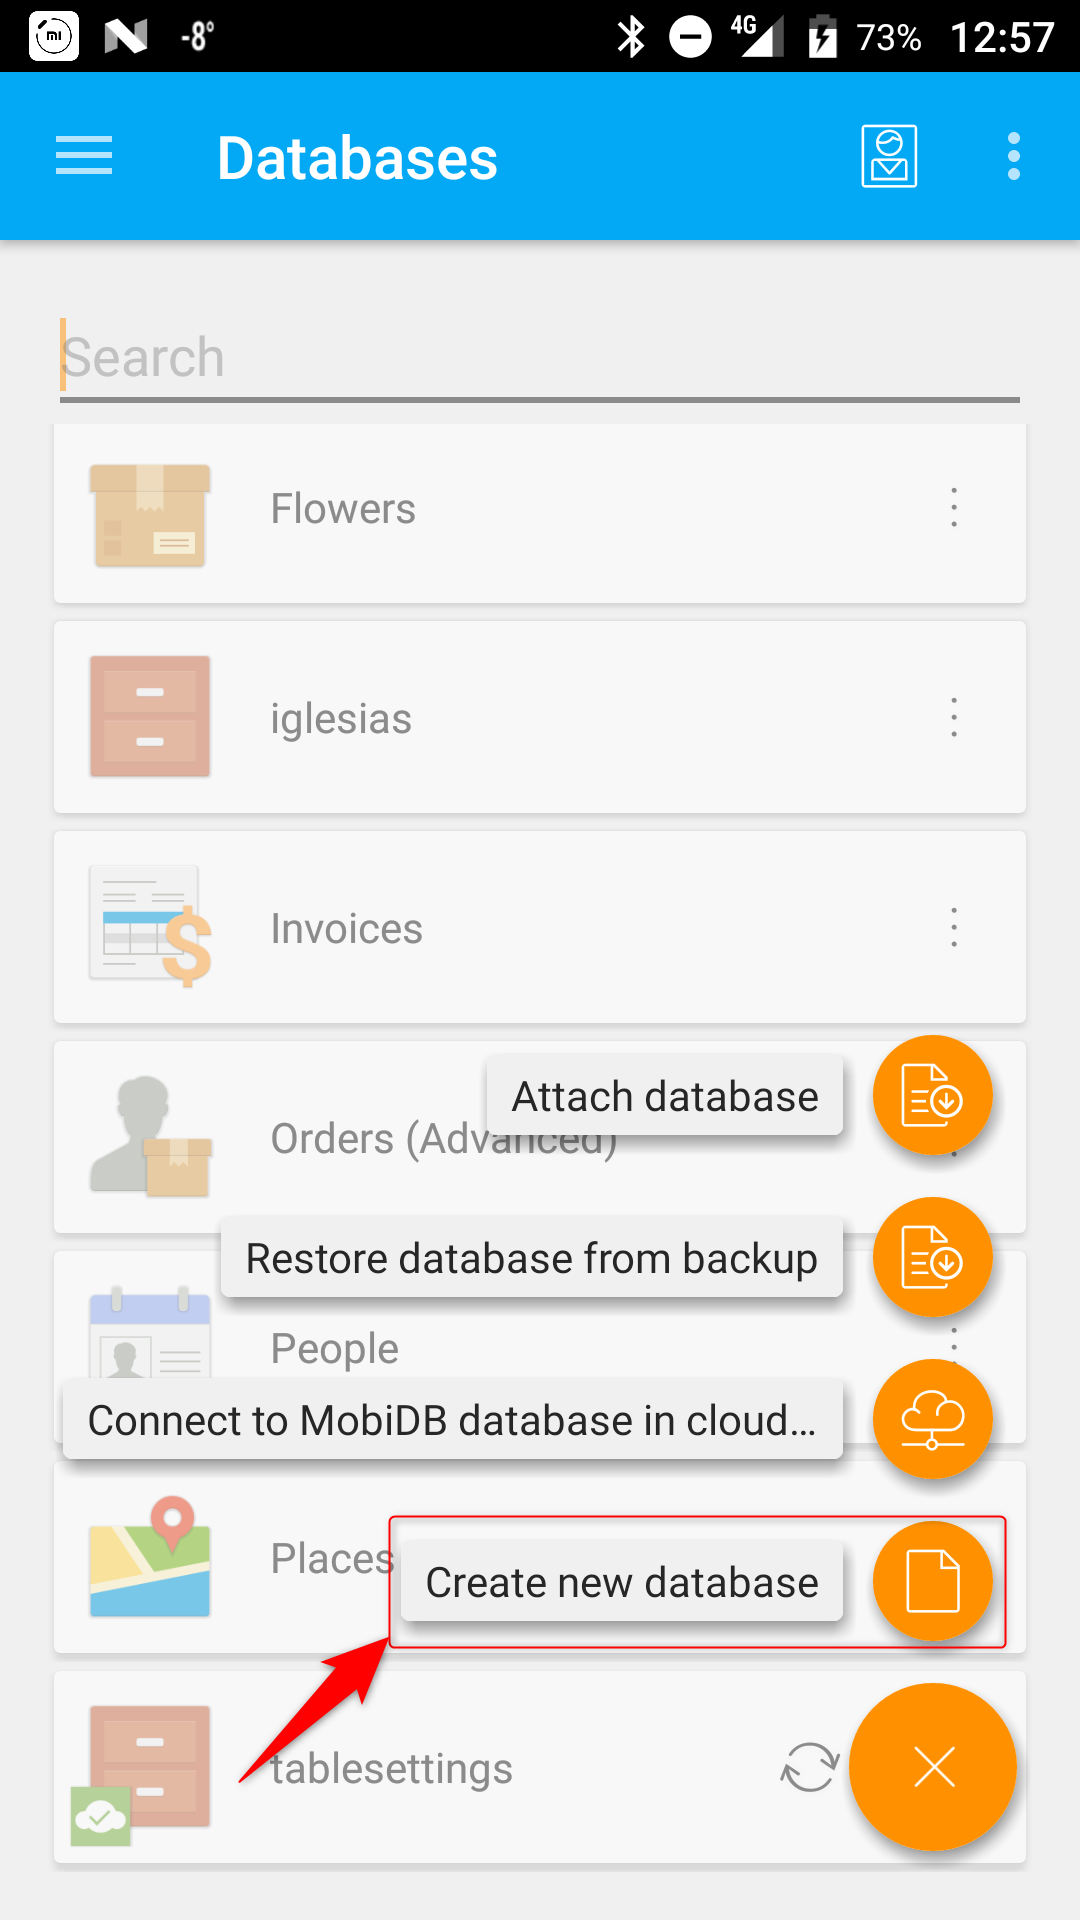 mi -8° 4G 73% 12:57
Databases
Search
Flowers
iglesias
Invoices
Attach database
Orders (Advanced)
Restore database from backup
People
Connect to MobiDB database in cloud...
Places
Create new database
tablesettings